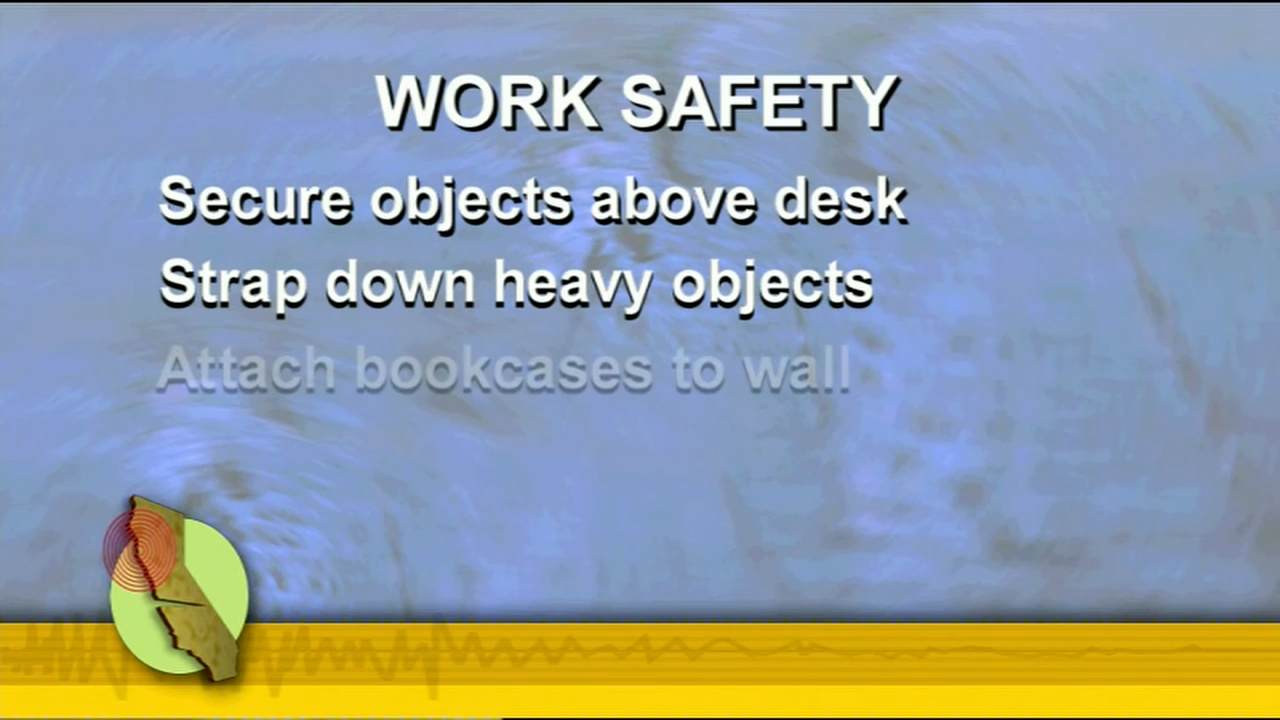 WORK SAFETY
Secure objects above desk
Strap down heavy objects
Attach bookcases to wall